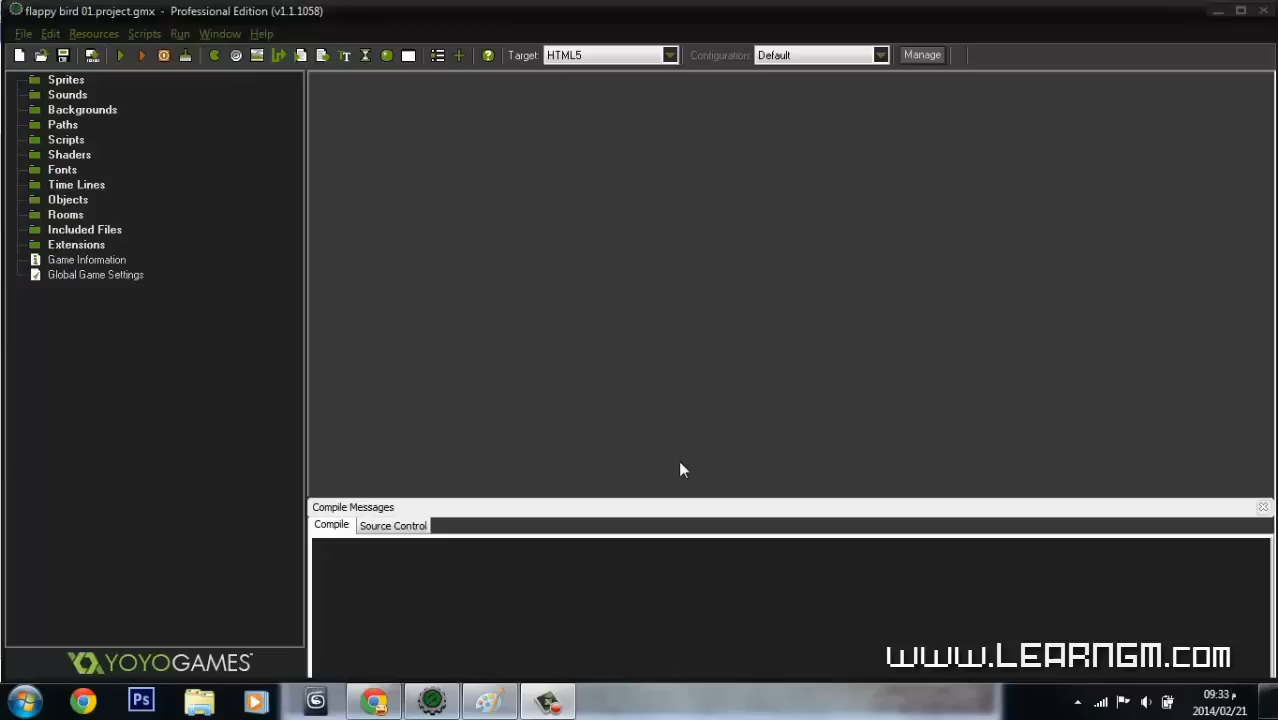 flappy bird 01.project.gmx - Professional Edition (v1.1.1058)
File Edit Resources Scripts Run Window Help
Target: HTML5 Configuration: Default Manage
Sprites
Sounds
Backgrounds
Paths
Scripts
Shaders
Fonts
Time Lines
Objects
Rooms
Included Files
Extensions
Game Information
Global Game Settings
Compile Messages
Compile Source Control
YOYOGAMES
www.LEARNGM.com
Ps
09:33 م
2014/02/21